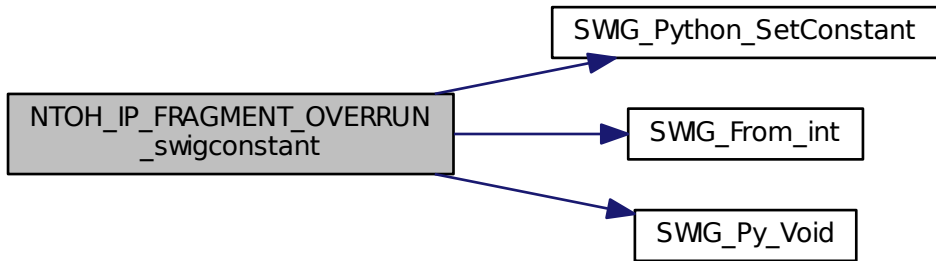 NTOH_IP_FRAGMENT_OVERRUN
_swigconstant
SWIG_Python_SetConstant
SWIG_From_int
SWIG_Py_Void